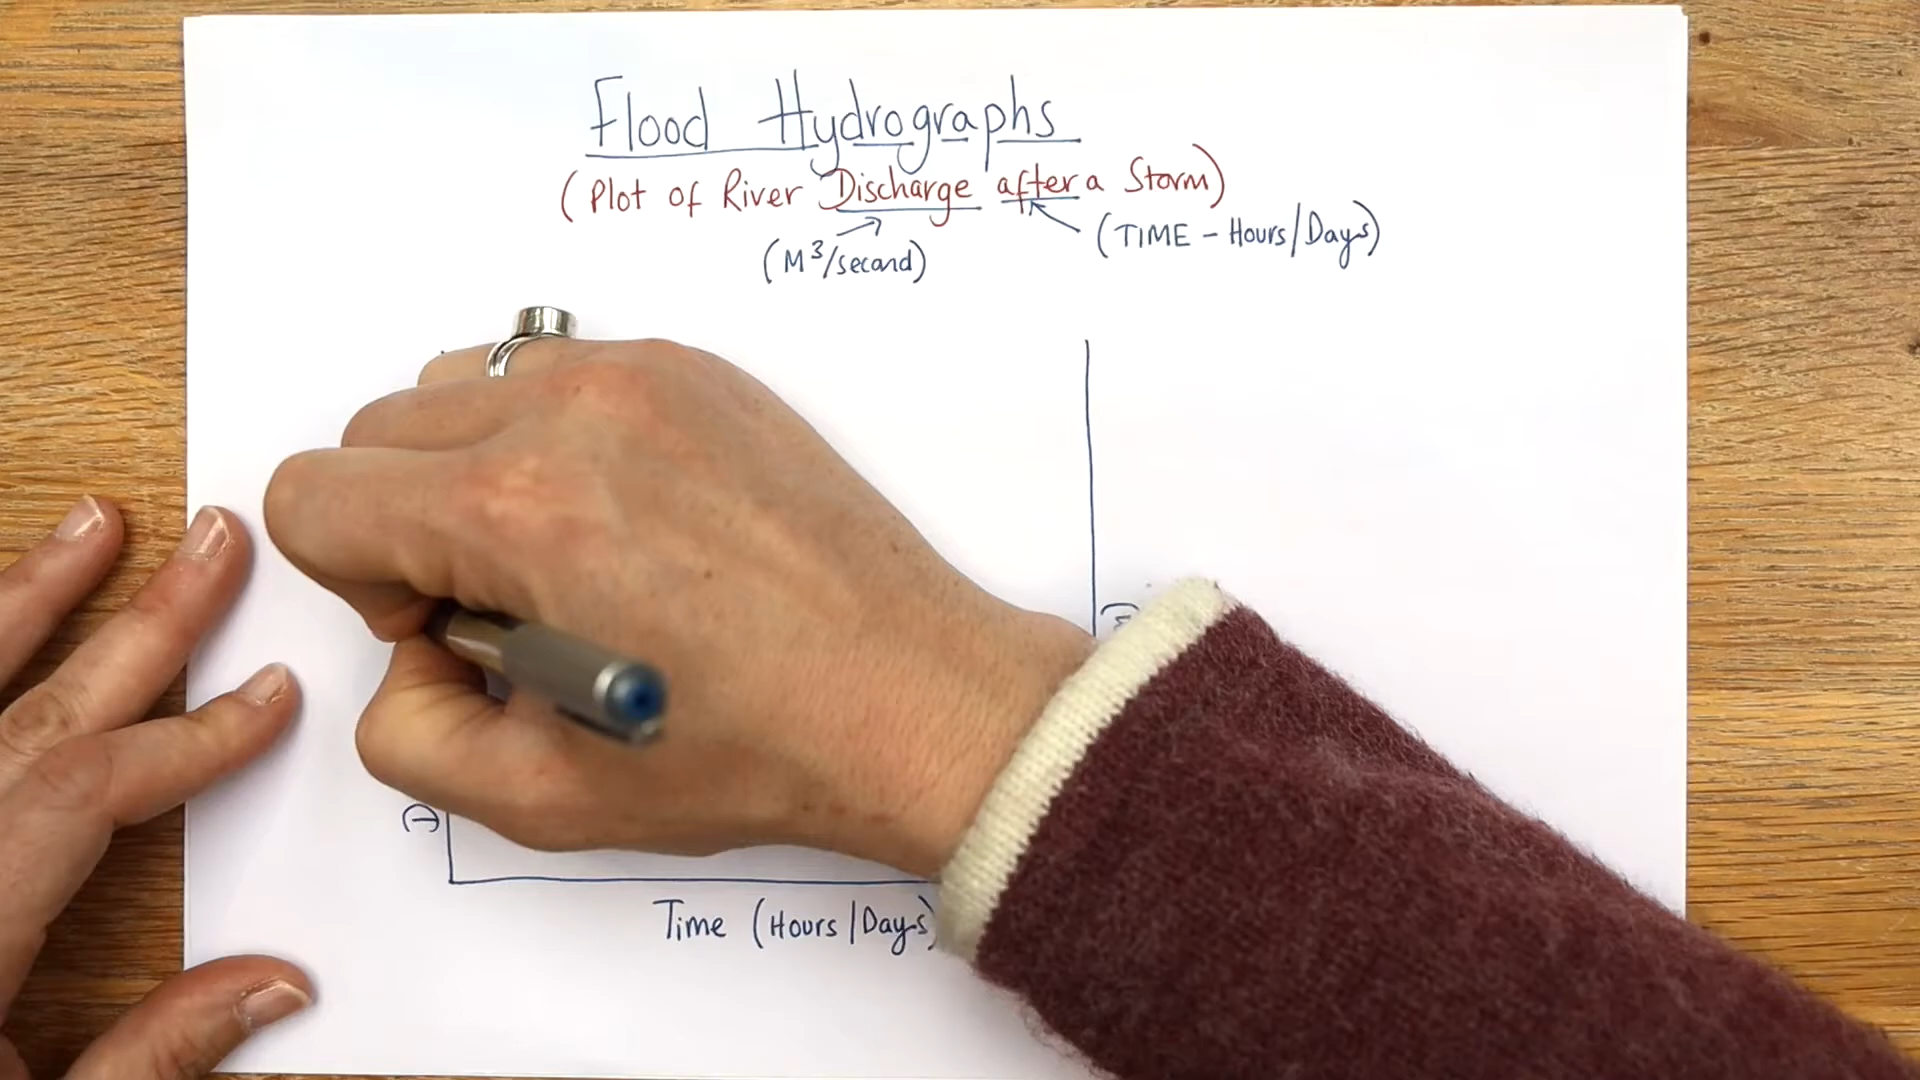 Flood Hydrographs
(Plot of River Discharge after a Storm)
(M³/second)
(TIME - Hours/Days)
Time (Hours/Days)